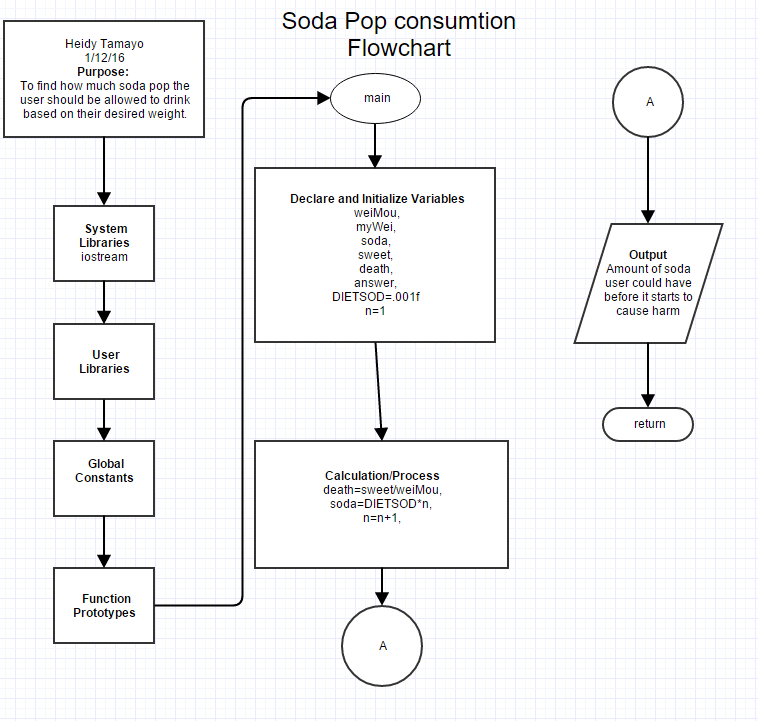 Soda Pop consumtion
Flowchart
Heidy Tamayo
1/12/16
Purpose:
To find how much soda pop the
user should be allowed to drink
based on their desired weight.
System
Libraries
iostream
User
Libraries
Global
Constants
Function
Prototypes
main
Declare and Initialize Variables
weiMou,
myWei,
soda,
sweet,
death,
answer,
DIETSOD=.001f
n=1
Calculation/Process
death=sweet/weiMou,
soda=DIETSOD*n,
n=n+1,
A
A
Output
Amount of soda
user could have
before it starts to
cause harm
return